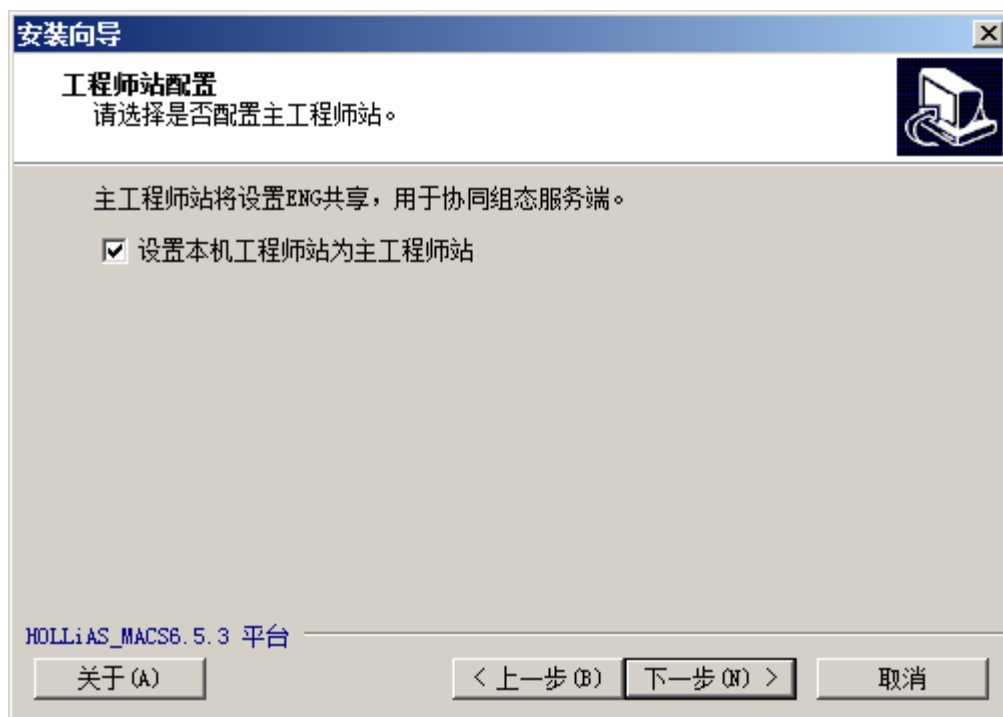 安装向导
工程师站配置
请选择是否配置主工程师站。
主工程师站将设置ENG共享，用于协同组态服务端。
设置本机工程师站为主工程师站
HOLLiAS_MACS6.5.3 平台
关于(A)
< 上一步(B)
下一步(N) >
取消